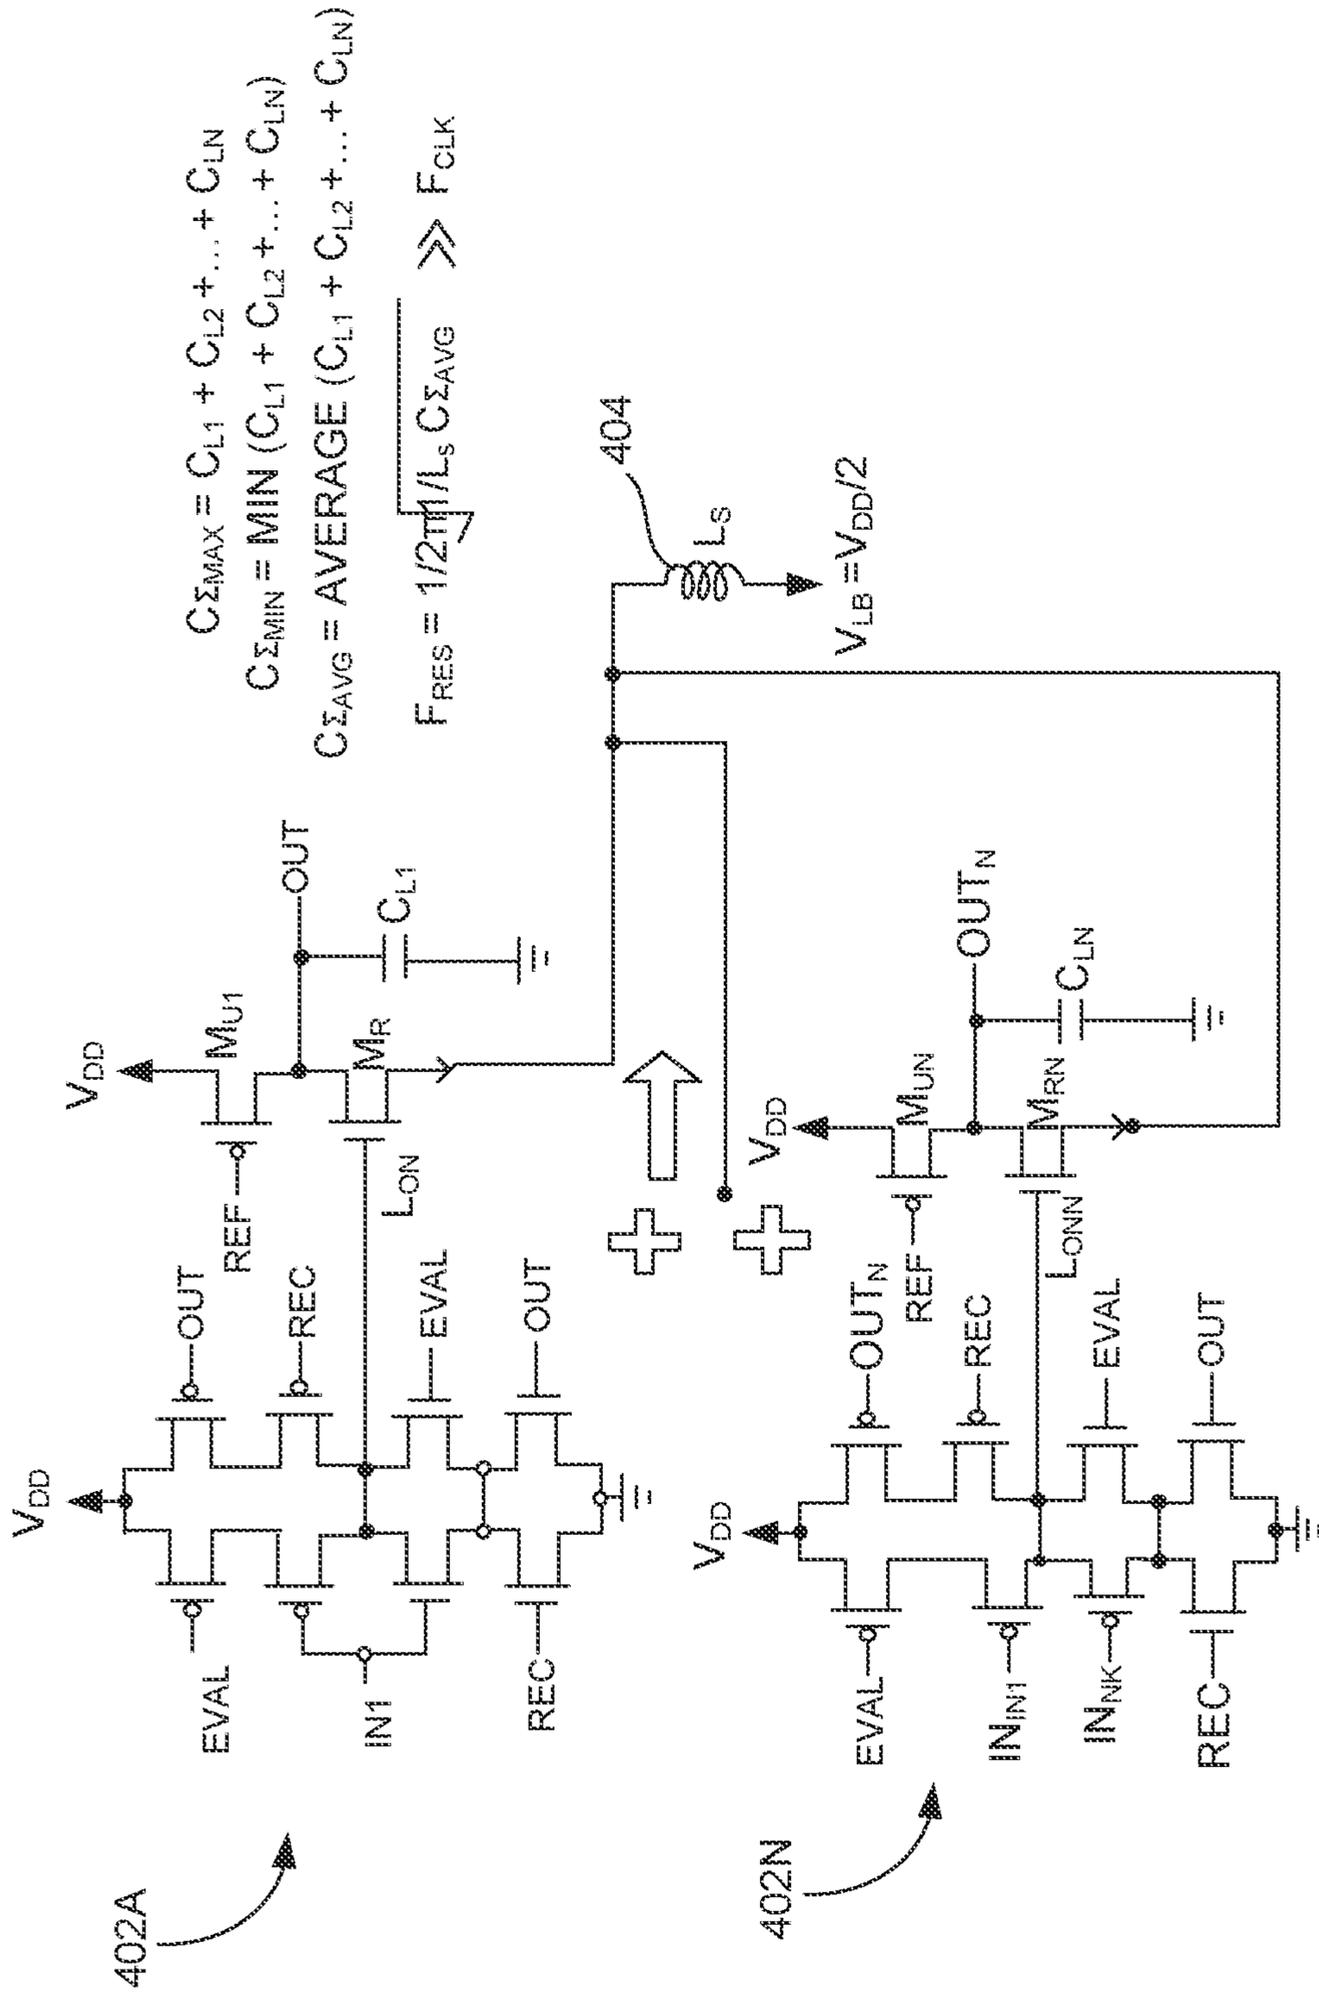 CΣMAX = CL1 + CL2 +... + CLN
CΣMIN = MIN (CL1 + CL2 +... + CLN)
CΣAVG = AVERAGE (CL1 + CL2 +... + CLN)
FRES = 1/2π√1/Ls CΣAVG >> FCLK
402A
VDD
EVAL
OUT
REC
IN1
EVAL
REC
OUT
VDD
REF
MU1
OUT
LON
MR
CL1
404
LS
VLB = VDD/2
402N
VDD
EVAL
OUTN
ININ1
REC
INNK
EVAL
REC
OUT
VDD
REF
MUN
OUTN
LONN
MRN
CLN